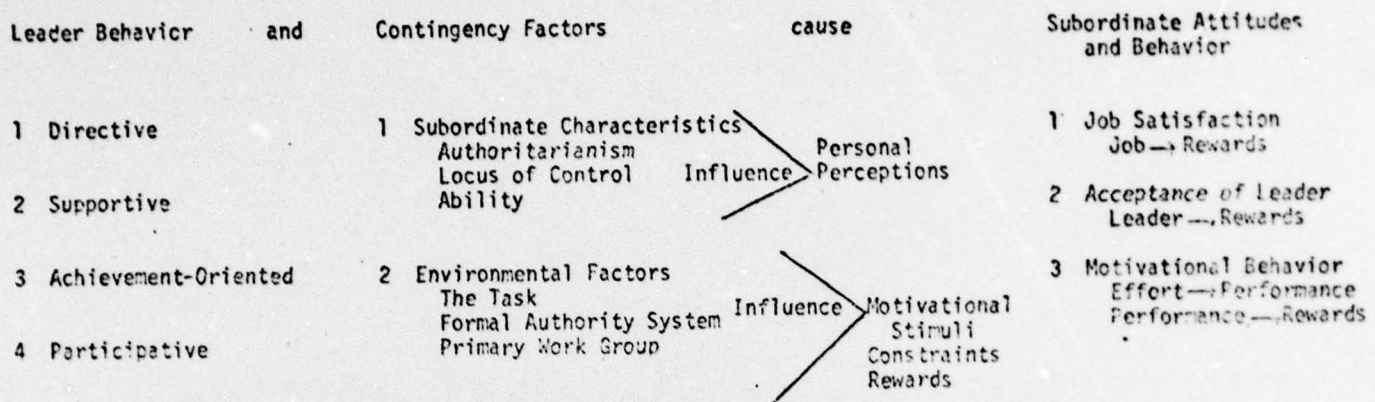 Leader Behavior and Contingency Factors cause Subordinate Attitudes
and Behavior
1 Directive
2 Supportive
3 Achievement-Oriented
4 Participative
1 Subordinate Characteristics
Authoritarianism
Locus of Control
Ability
Influence
Personal
Perceptions
2 Environmental Factors
The Task
Formal Authority System
Primary Work Group
Influence
Motivational
Stimuli
Constraints
Rewards
1 Job Satisfaction
Job → Rewards
2 Acceptance of Leader
Leader → Rewards
3 Motivational Behavior
Effort → Performance
Performance → Rewards